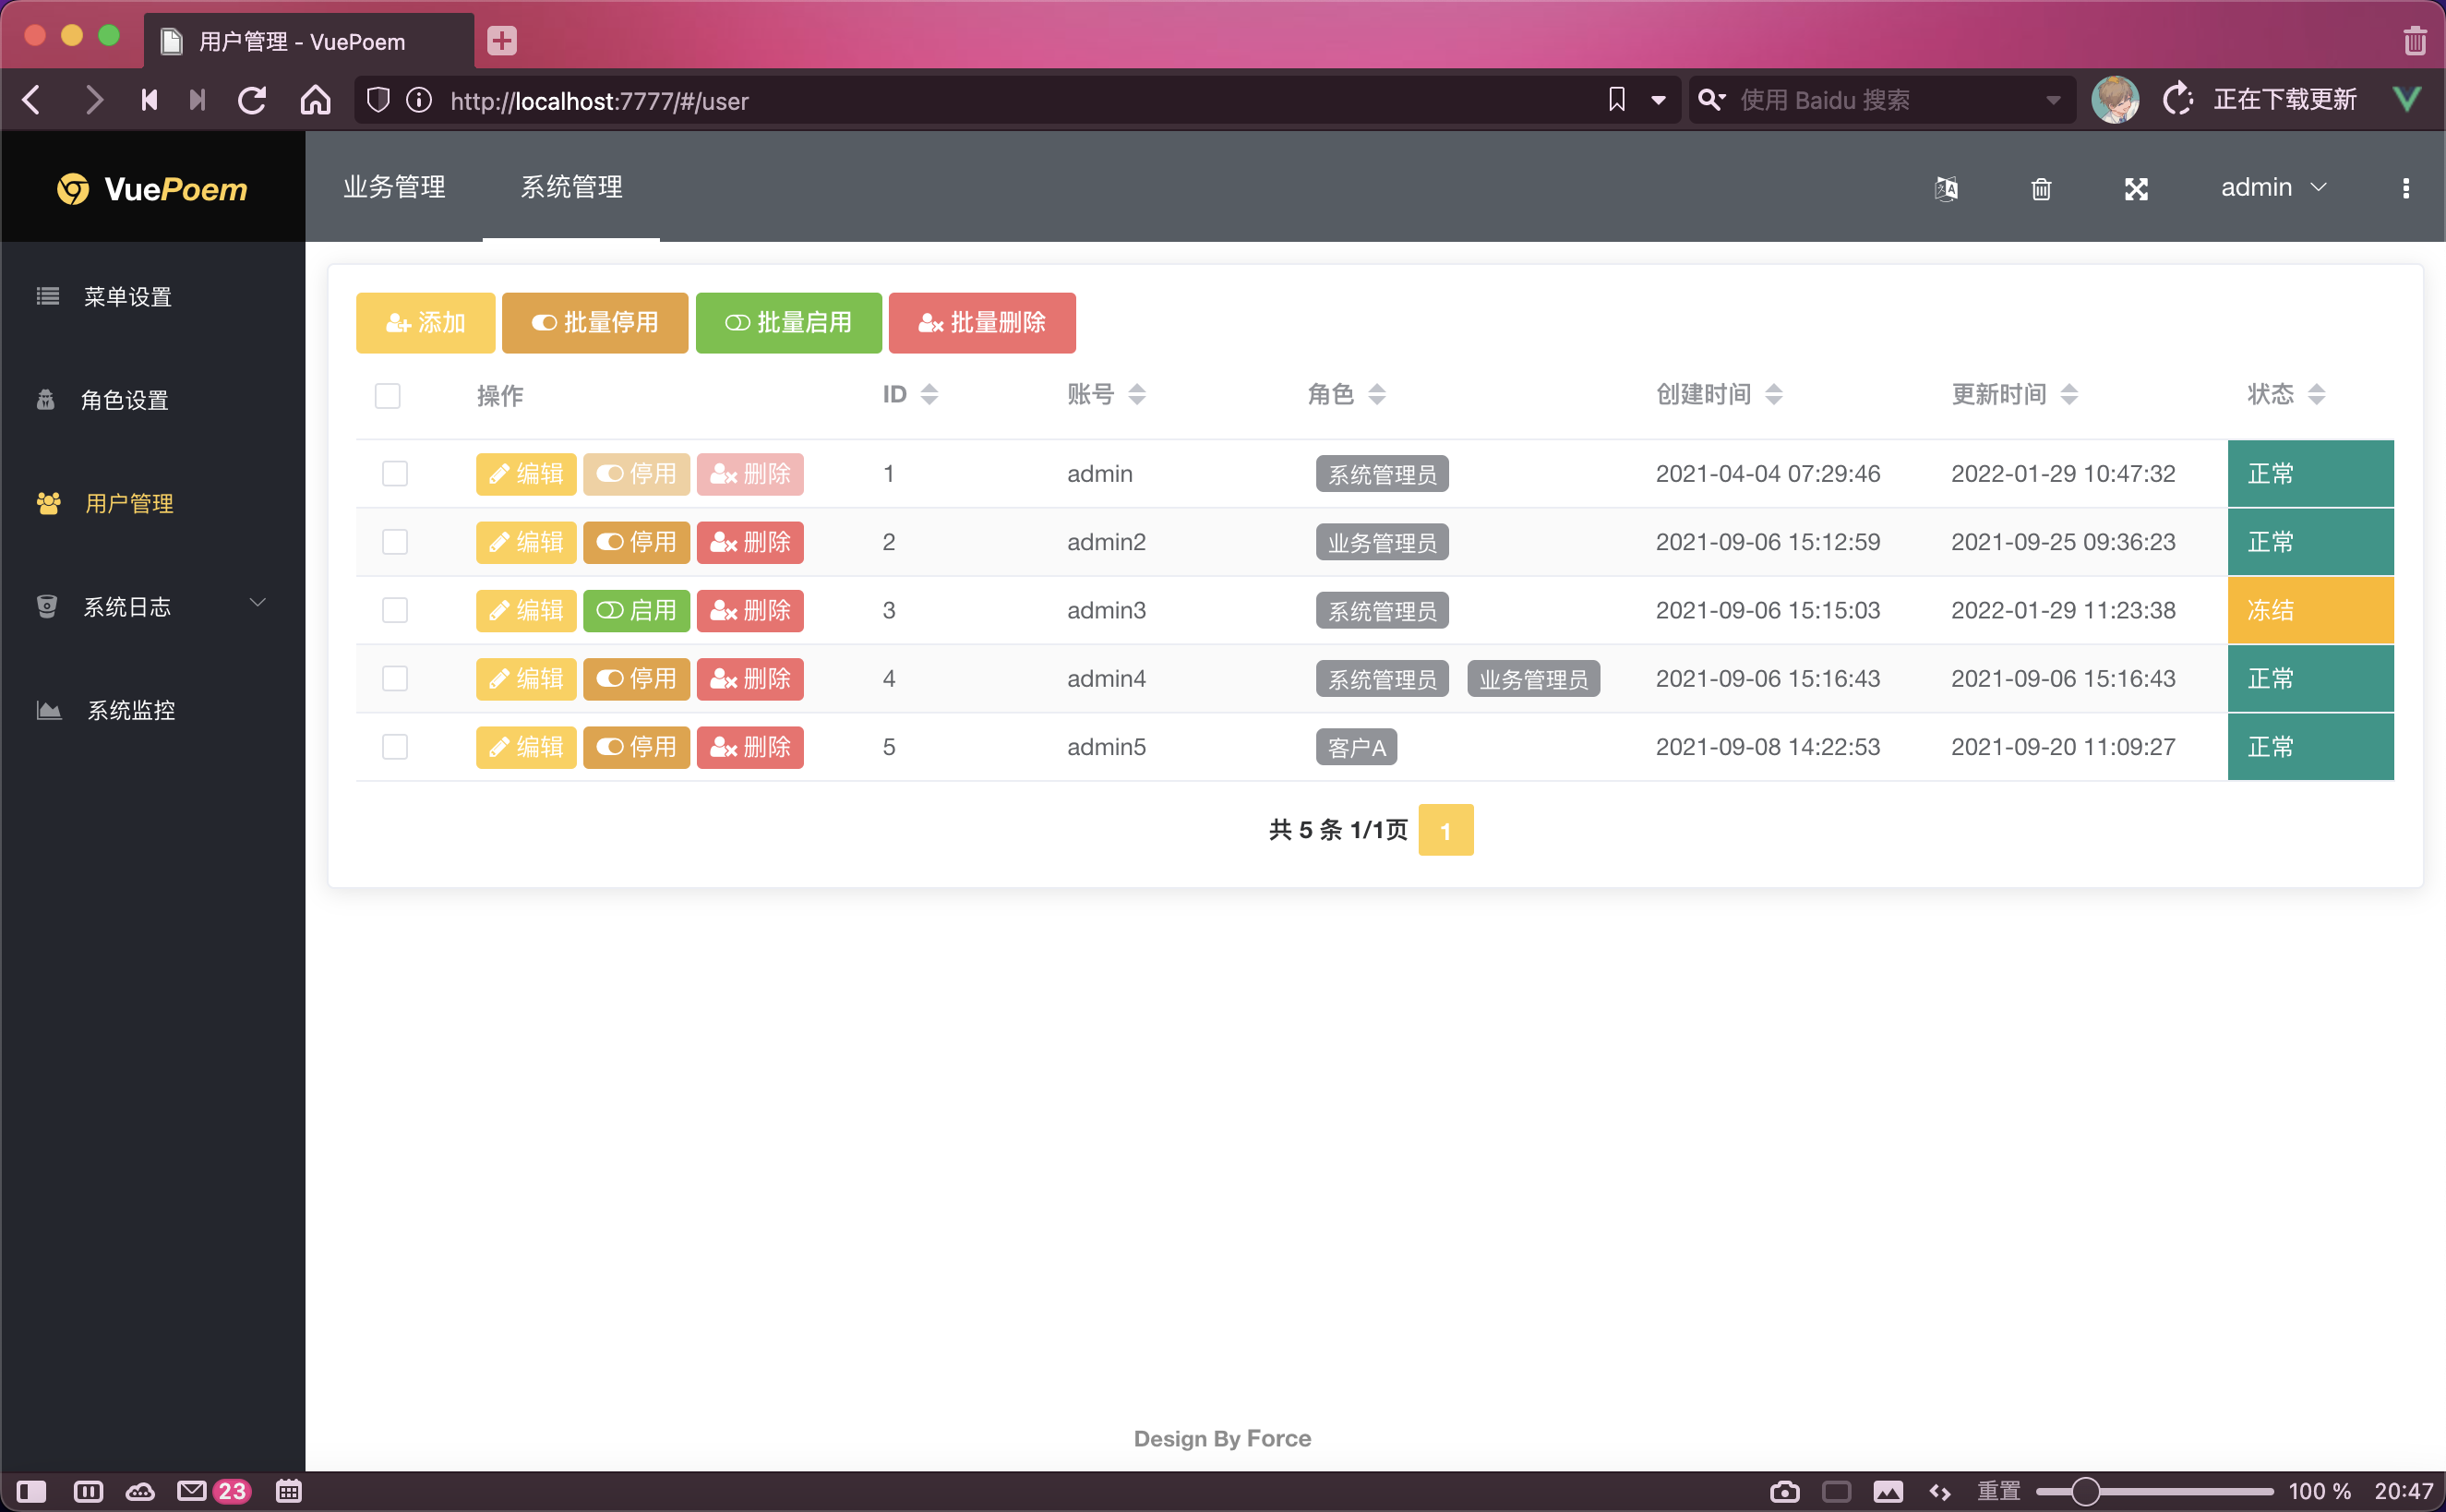 用户管理 - VuePoem
http://localhost:7777/#/user
使用 Baidu 搜索
正在下载更新
VuePoem
业务管理
系统管理
admin
菜单设置
角色设置
用户管理
系统日志
系统监控
添加 批量停用 批量启用 批量删除
操作 ID 账号 角色 创建时间 更新时间 状态
编辑 停用 删除 1 admin 系统管理员 2021-04-04 07:29:46 2022-01-29 10:47:32 正常
编辑 停用 删除 2 admin2 业务管理员 2021-09-06 15:12:59 2021-09-25 09:36:23 正常
编辑 启用 删除 3 admin3 系统管理员 2021-09-06 15:15:03 2022-01-29 11:23:38 冻结
编辑 停用 删除 4 admin4 系统管理员 业务管理员 2021-09-06 15:16:43 2021-09-06 15:16:43 正常
编辑 停用 删除 5 admin5 客户A 2021-09-08 14:22:53 2021-09-20 11:09:27 正常
共 5 条 1/1页 1
Design By Force
23
重置 100 % 20:47